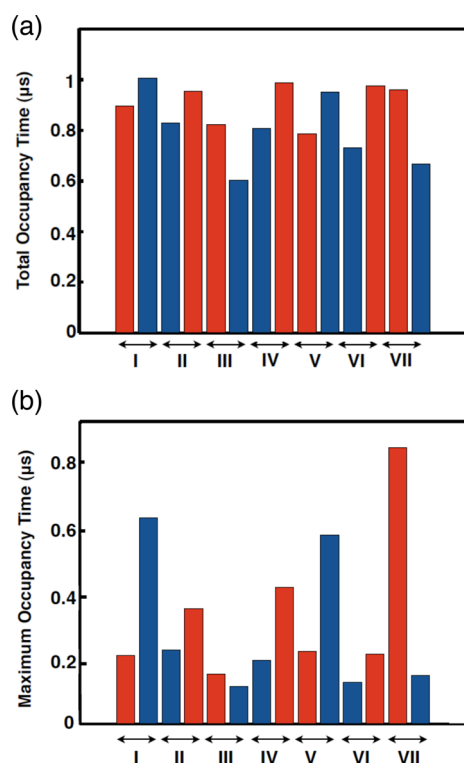 (a)
Total Occupancy Time (μs)
1
0.8
0.6
0.4
0.2
0
I II III IV V VI VII
(b)
Maximum Occupancy Time (μs)
0.8
0.6
0.4
0.2
0
I II III IV V VI VII